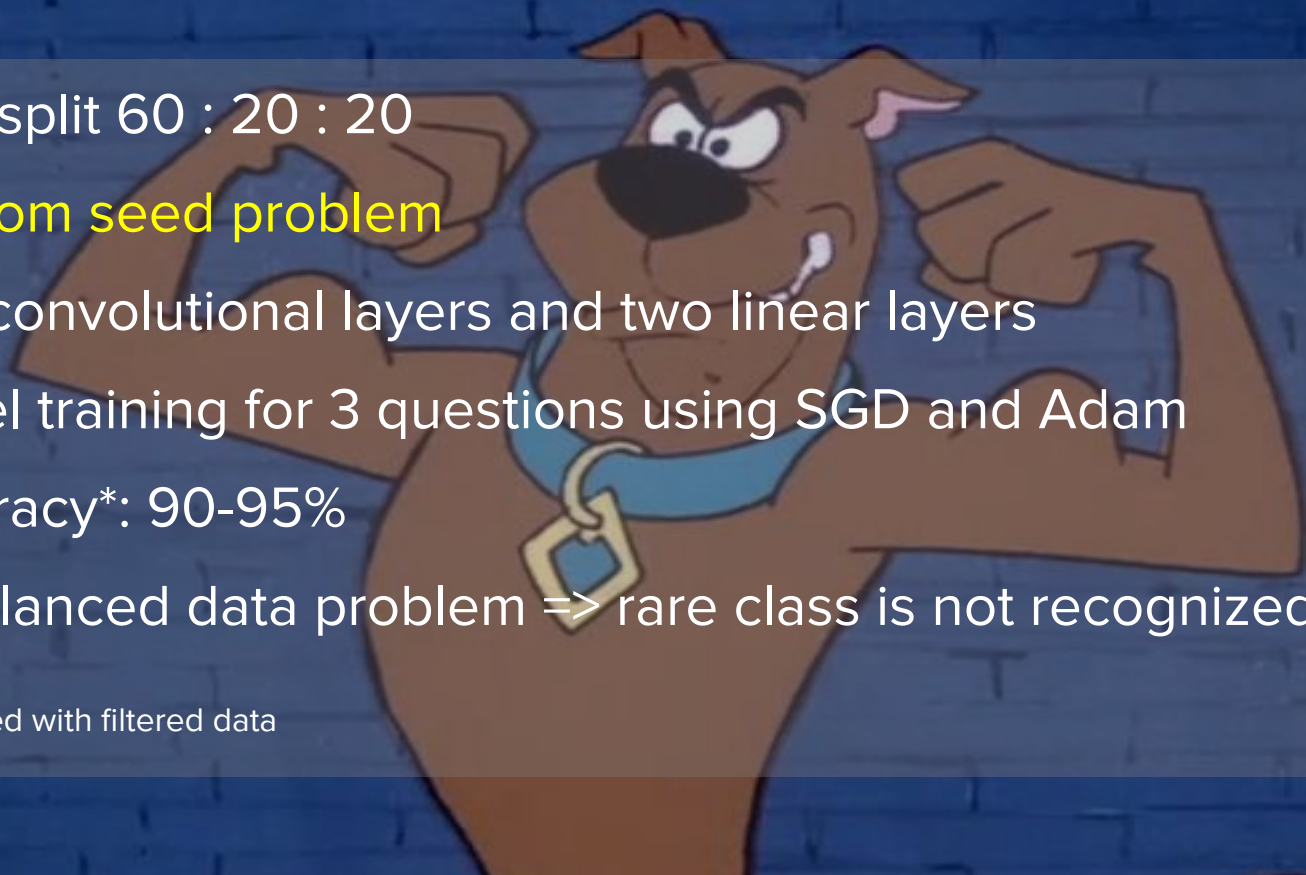 split 60 : 20 : 20
om seed problem
convolutional layers and two linear layers
el training for 3 questions using SGD and Adam
racy*: 90-95%
lanced data problem => rare class is not recognized
ed with filtered data